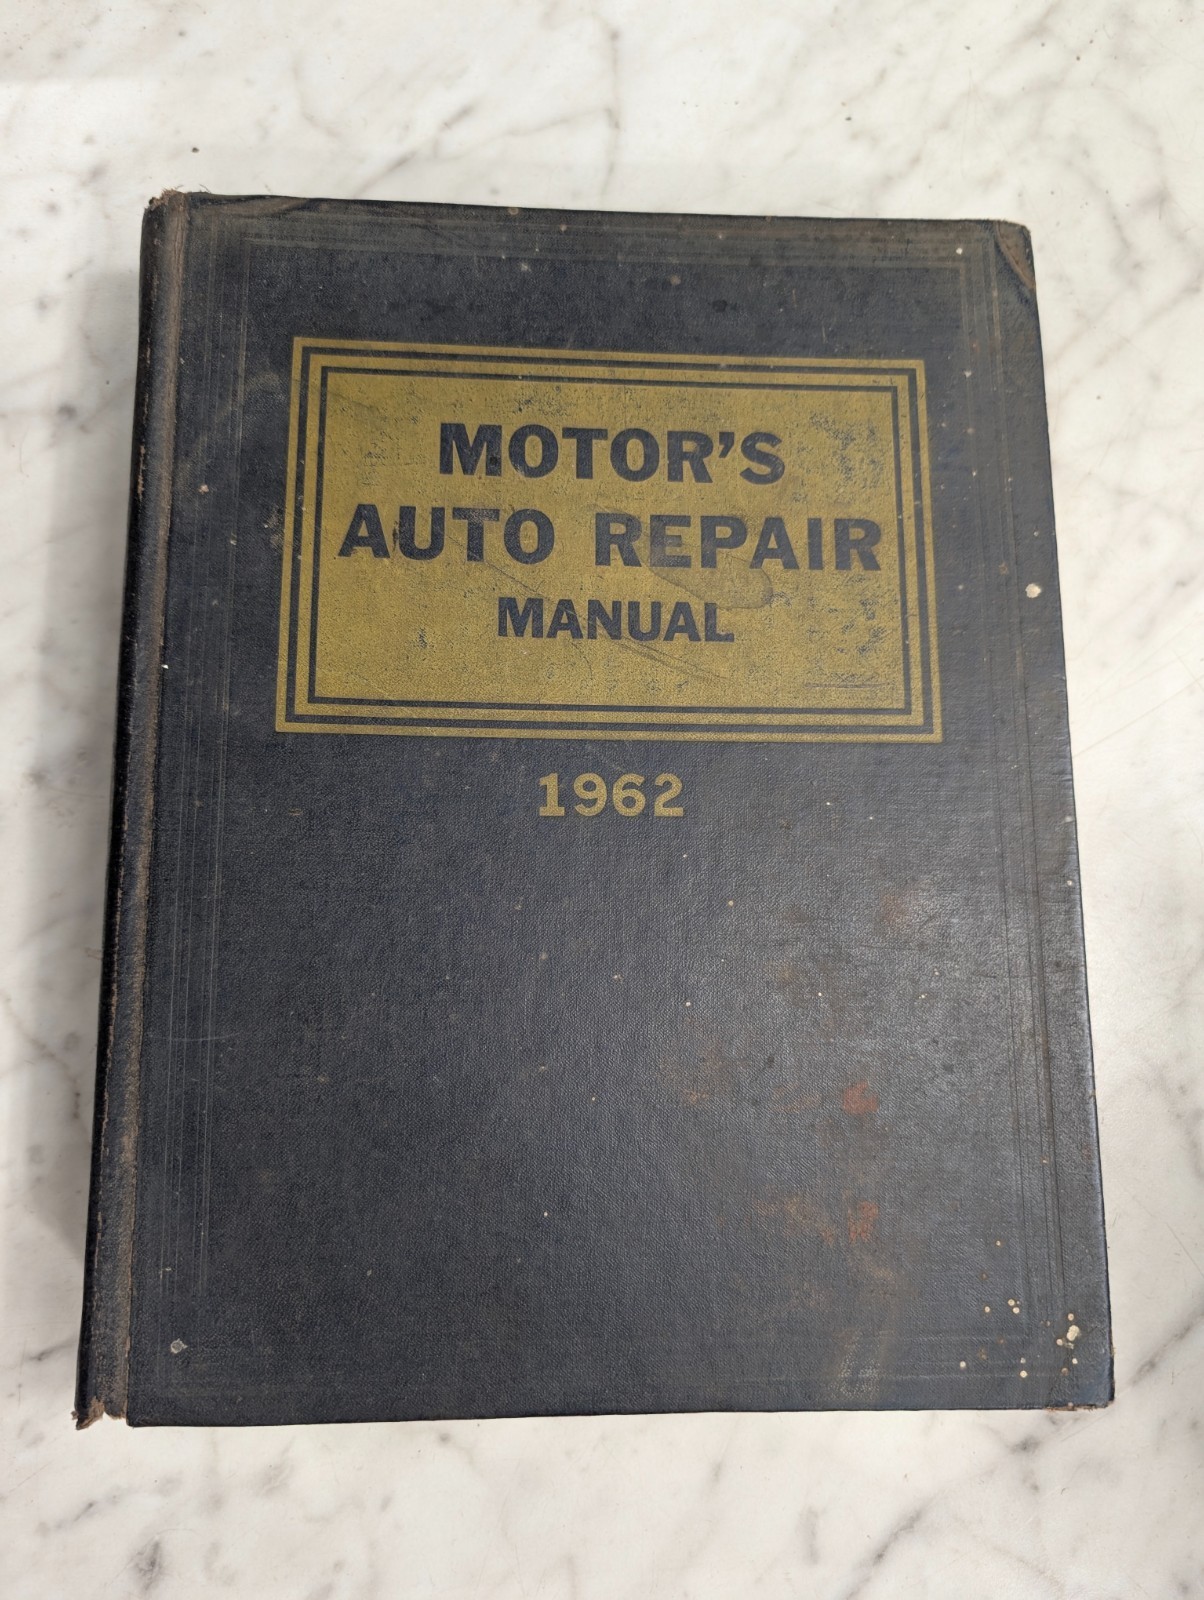 MOTOR'S
AUTO REPAIR
MANUAL
1962